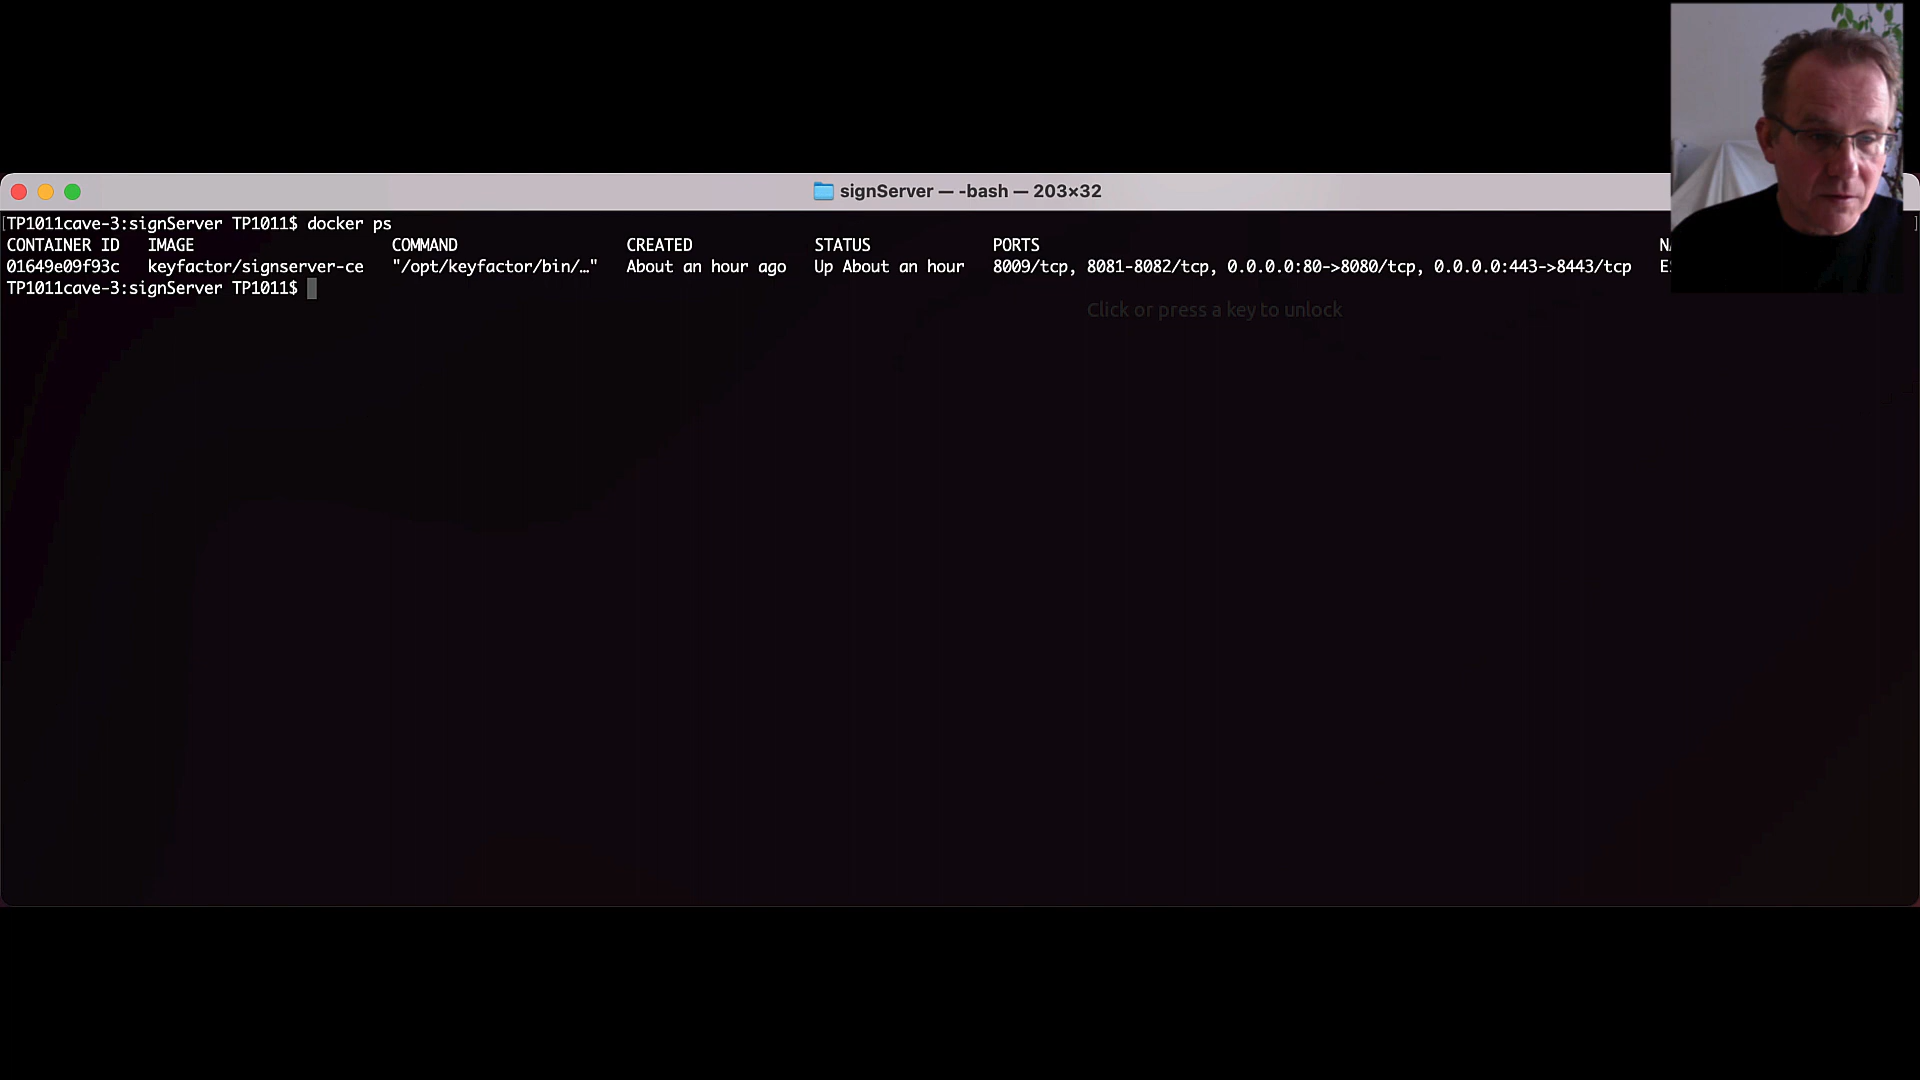 signServer — -bash — 203×32
TP1011cave-3:signServer TP1011$ docker ps
CONTAINER ID IMAGE COMMAND CREATED STATUS PORTS
01649e09f93c keyfactor/signserver-ce "/opt/keyfactor/bin/…" About an hour ago Up About an hour 8009/tcp, 8081-8082/tcp, 0.0.0.0:80->8080/tcp, 0.0.0.0:443->8443/tcp
TP1011cave-3:signServer TP1011$
Click or press a key to unlock